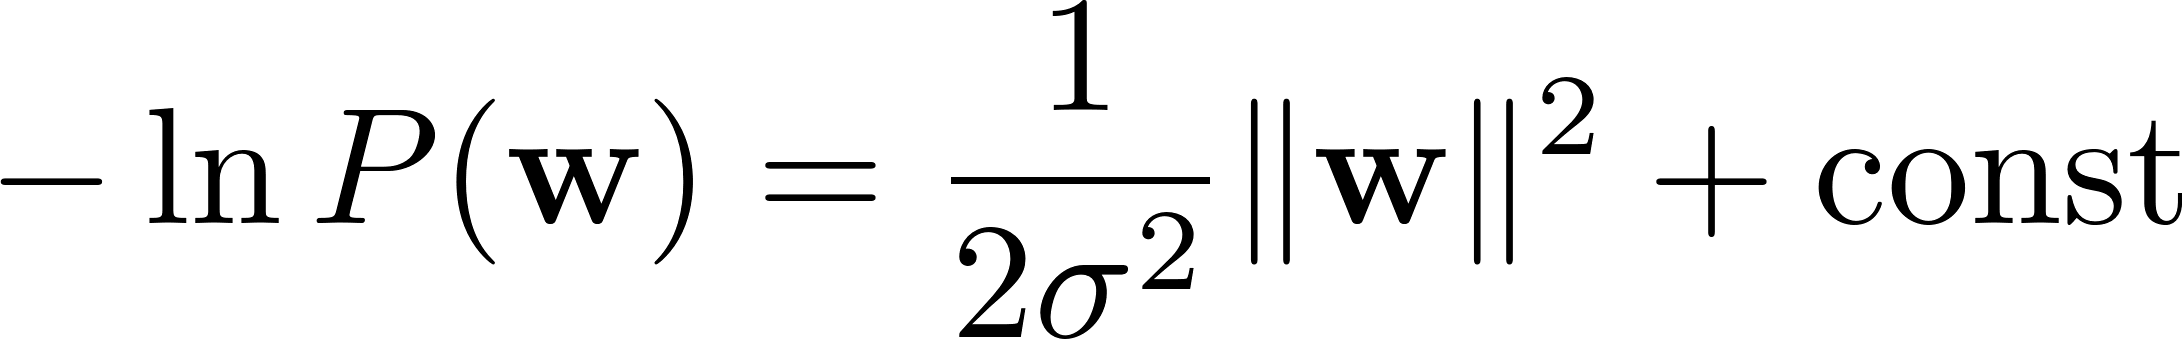 − ln P(𝐰) = 1/(2σ²) ‖𝐰‖² + const